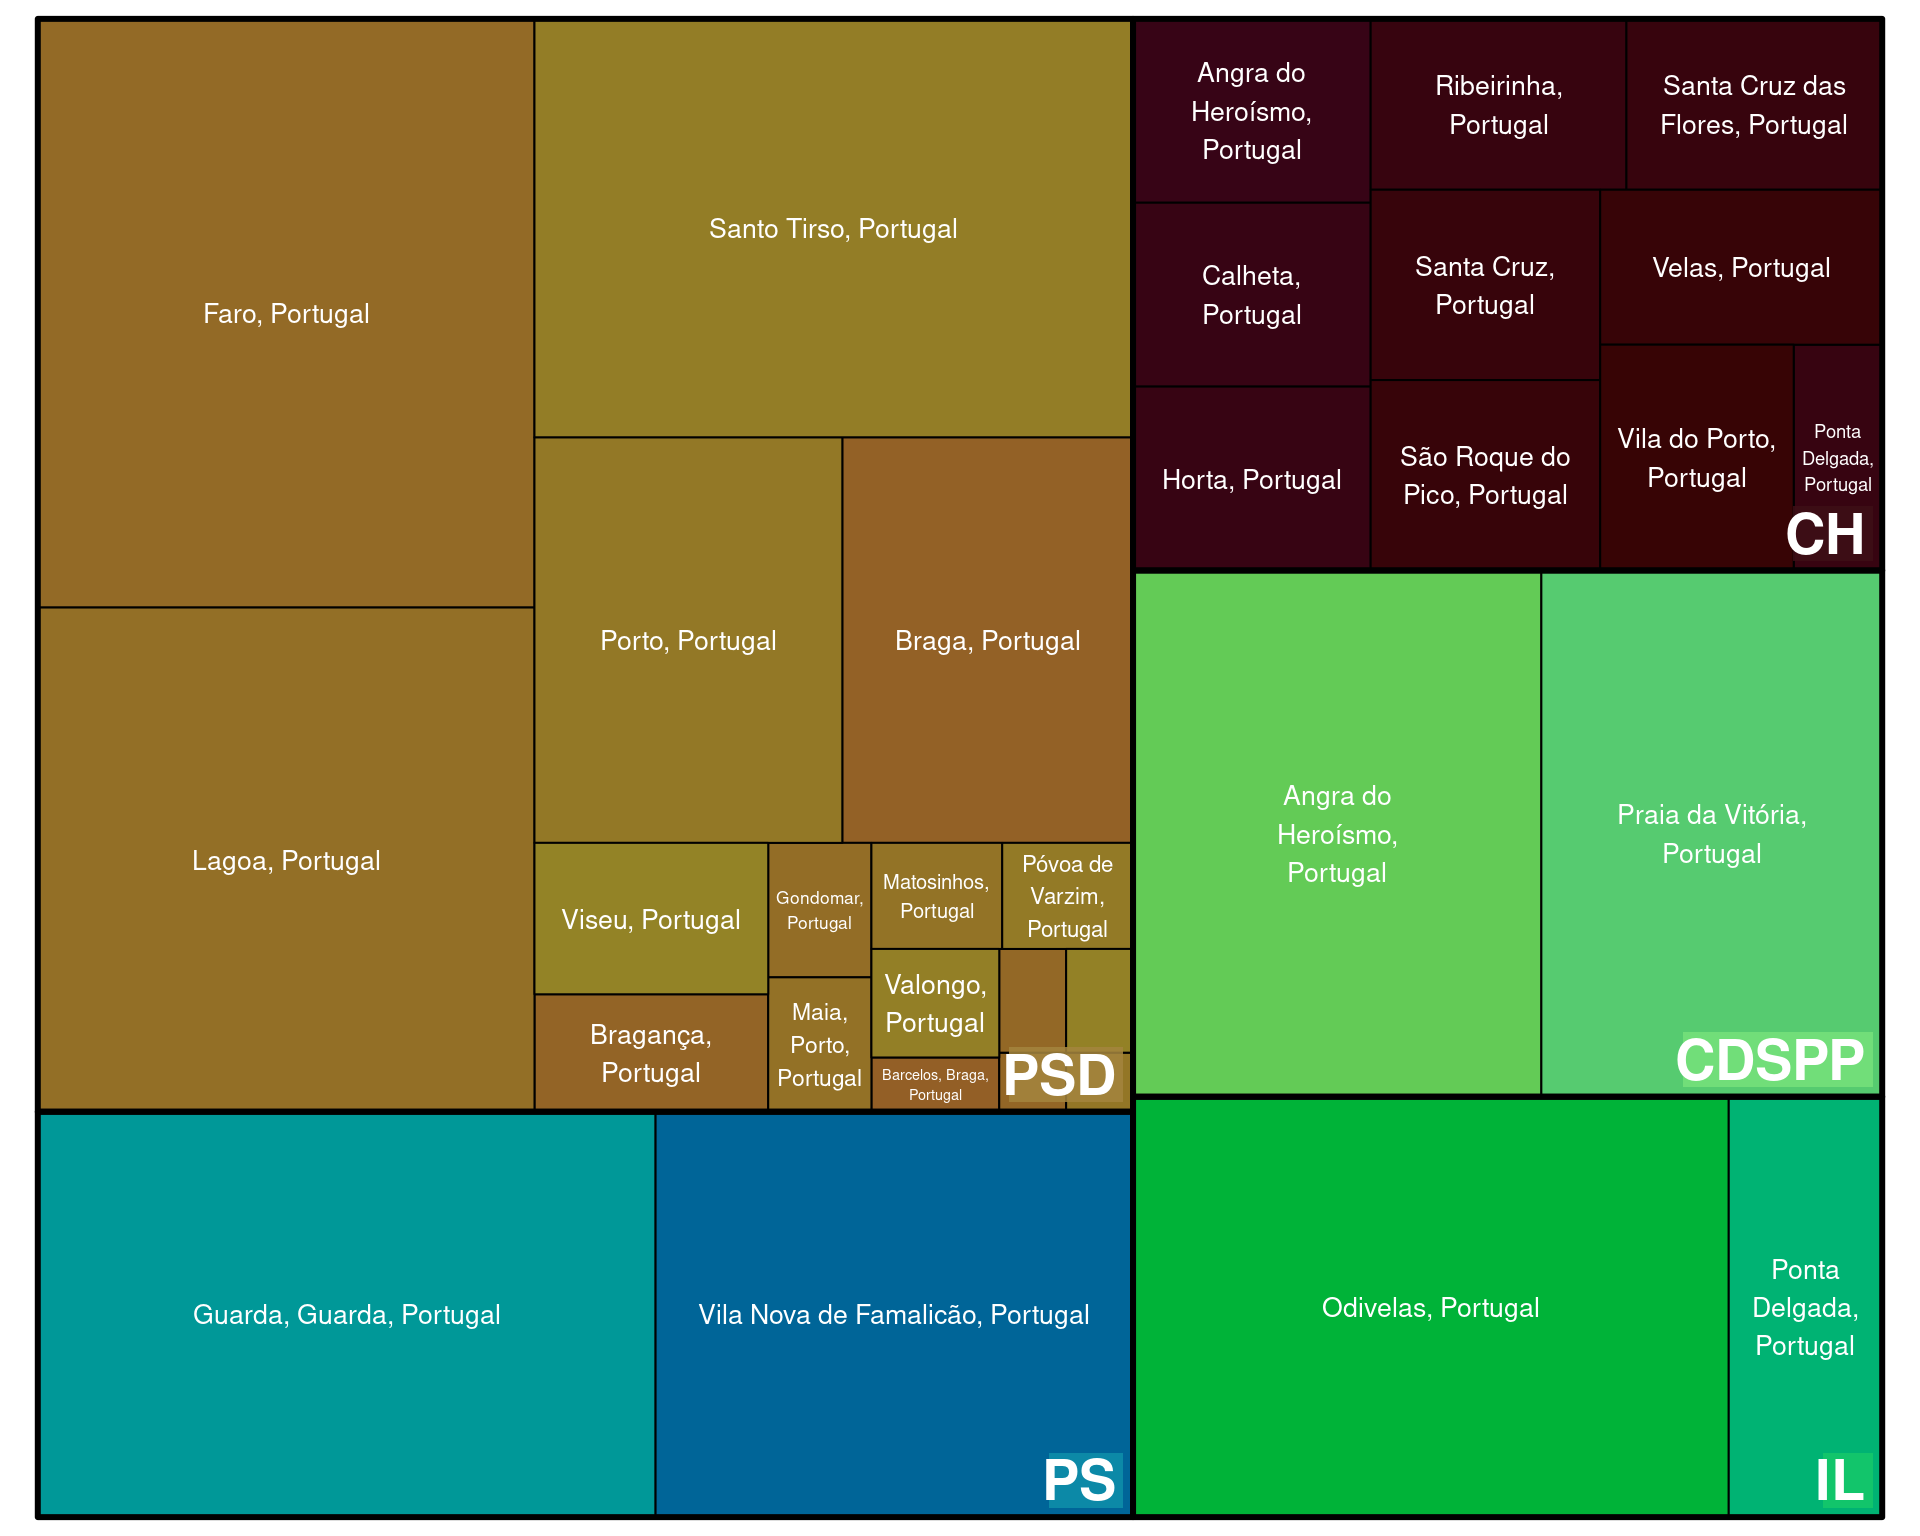 Faro, Portugal
Lagoa, Portugal
Santo Tirso, Portugal
Porto, Portugal
Braga, Portugal
Viseu, Portugal
Bragança,
Portugal
Gondomar,
Portugal
Maia,
Porto,
Portugal
Matosinhos,
Portugal
Póvoa de
Varzim,
Portugal
Valongo,
Portugal
Barcelos, Braga,
Portugal
PSD
Guarda, Guarda, Portugal
Vila Nova de Famalicão, Portugal
PS
Angra do
Heroísmo,
Portugal
Calheta,
Portugal
Horta, Portugal
Ribeirinha,
Portugal
Santa Cruz das
Flores, Portugal
Santa Cruz,
Portugal
Velas, Portugal
São Roque do
Pico, Portugal
Vila do Porto,
Portugal
Ponta
Delgada,
Portugal
CH
Angra do
Heroísmo,
Portugal
Praia da Vitória,
Portugal
CDSPP
Odivelas, Portugal
Ponta
Delgada,
Portugal
IL